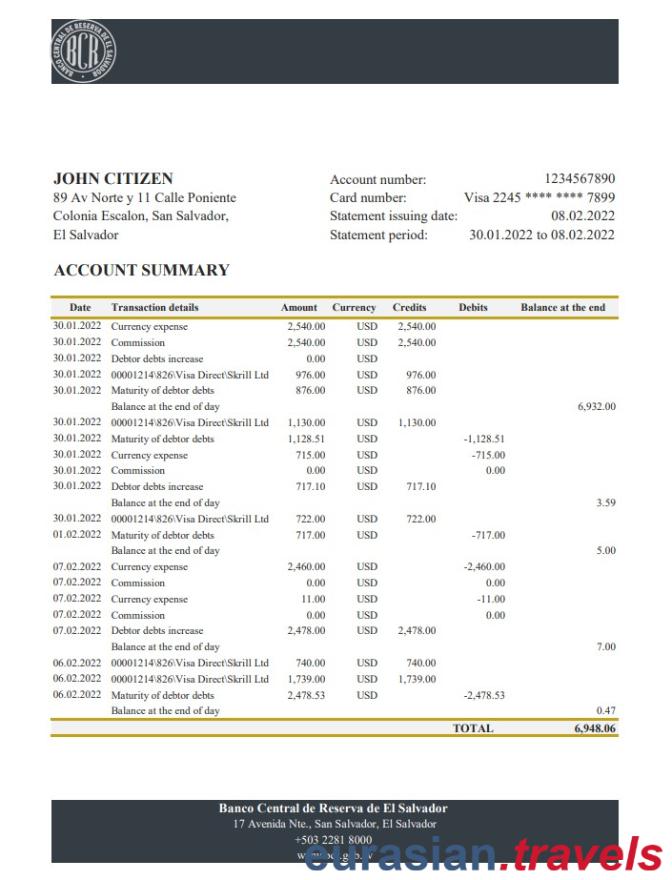 BANCO CENTRAL DE RESERVA DE EL SALVADOR
BCR
JOHN CITIZEN
89 Av Norte y 11 Calle Poniente
Colonia Escalon, San Salvador,
El Salvador
Account number: 1234567890
Card number: Visa 2245 **** **** 7899
Statement issuing date: 08.02.2022
Statement period: 30.01.2022 to 08.02.2022
ACCOUNT SUMMARY
Date Transaction details Amount Currency Credits Debits Balance at the end
30.01.2022 Currency expense 2,540.00 USD 2,540.00
30.01.2022 Commission 2,540.00 USD 2,540.00
30.01.2022 Debtor debts increase 0.00 USD
30.01.2022 00001214\826\Visa Direct\Skrill Ltd 976.00 USD 976.00
30.01.2022 Maturity of debtor debts 876.00 USD 876.00
Balance at the end of day 6,932.00
30.01.2022 00001214\826\Visa Direct\Skrill Ltd 1,130.00 USD 1,130.00
30.01.2022 Maturity of debtor debts 1,128.51 USD -1,128.51
30.01.2022 Currency expense 715.00 USD -715.00
30.01.2022 Commission 0.00 USD 0.00
30.01.2022 Debtor debts increase 717.10 USD 717.10
Balance at the end of day 3.59
30.01.2022 00001214\826\Visa Direct\Skrill Ltd 722.00 USD 722.00
01.02.2022 Maturity of debtor debts 717.00 USD -717.00
Balance at the end of day 5.00
07.02.2022 Currency expense 2,460.00 USD -2,460.00
07.02.2022 Commission 0.00 USD 0.00
07.02.2022 Currency expense 11.00 USD -11.00
07.02.2022 Commission 0.00 USD 0.00
07.02.2022 Debtor debts increase 2,478.00 USD 2,478.00
Balance at the end of day 7.00
06.02.2022 00001214\826\Visa Direct\Skrill Ltd 740.00 USD 740.00
06.02.2022 00001214\826\Visa Direct\Skrill Ltd 1,739.00 USD 1,739.00
06.02.2022 Maturity of debtor debts 2,478.53 USD -2,478.53
Balance at the end of day 0.47
TOTAL 6,948.06
Banco Central de Reserva de El Salvador
17 Avenida Nte., San Salvador, El Salvador
+503 2281 8000
eurasian.travels